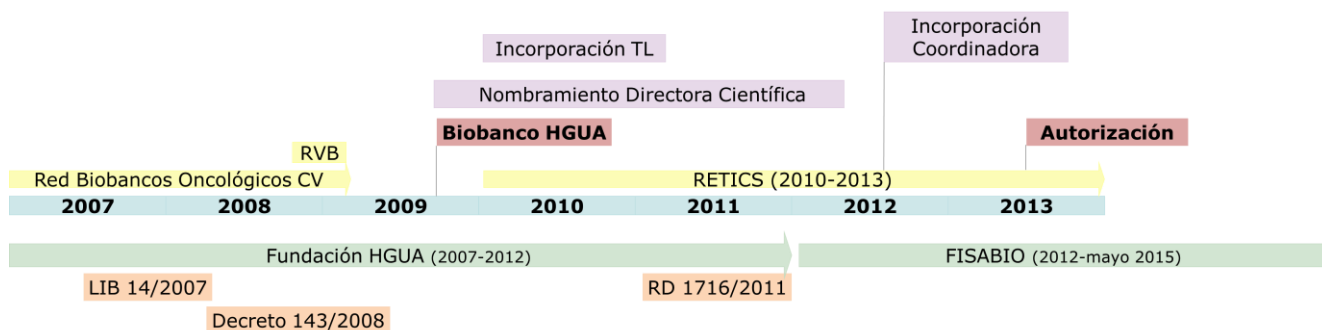 Incorporación
Coordinadora
Incorporación TL
Nombramiento Directora Científica
Biobanco HGUA
Autorización
RVB
Red Biobancos Oncológicos CV
RETICS (2010-2013)
2007 2008 2009 2010 2011 2012 2013
Fundación HGUA (2007-2012)
FISABIO (2012-mayo 2015)
LIB 14/2007
RD 1716/2011
Decreto 143/2008